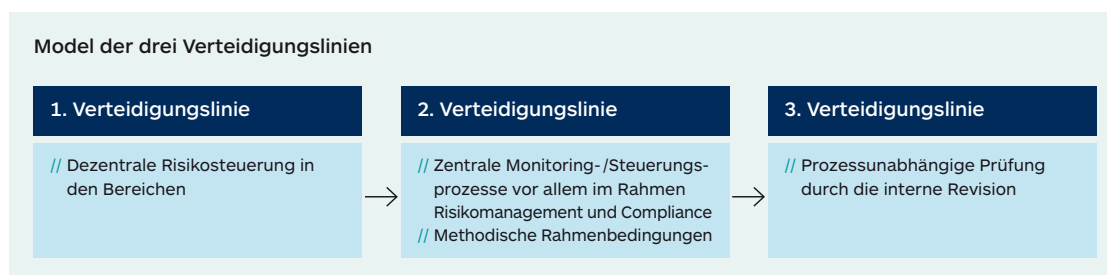 Model der drei Verteidigungslinien
1. Verteidigungslinie
// Dezentrale Risikosteuerung in
den Bereichen
2. Verteidigungslinie
// Zentrale Monitoring-/Steuerungs-
prozesse vor allem im Rahmen
Risikomanagement und Compliance
// Methodische Rahmenbedingungen
3. Verteidigungslinie
// Prozessunabhängige Prüfung
durch die interne Revision